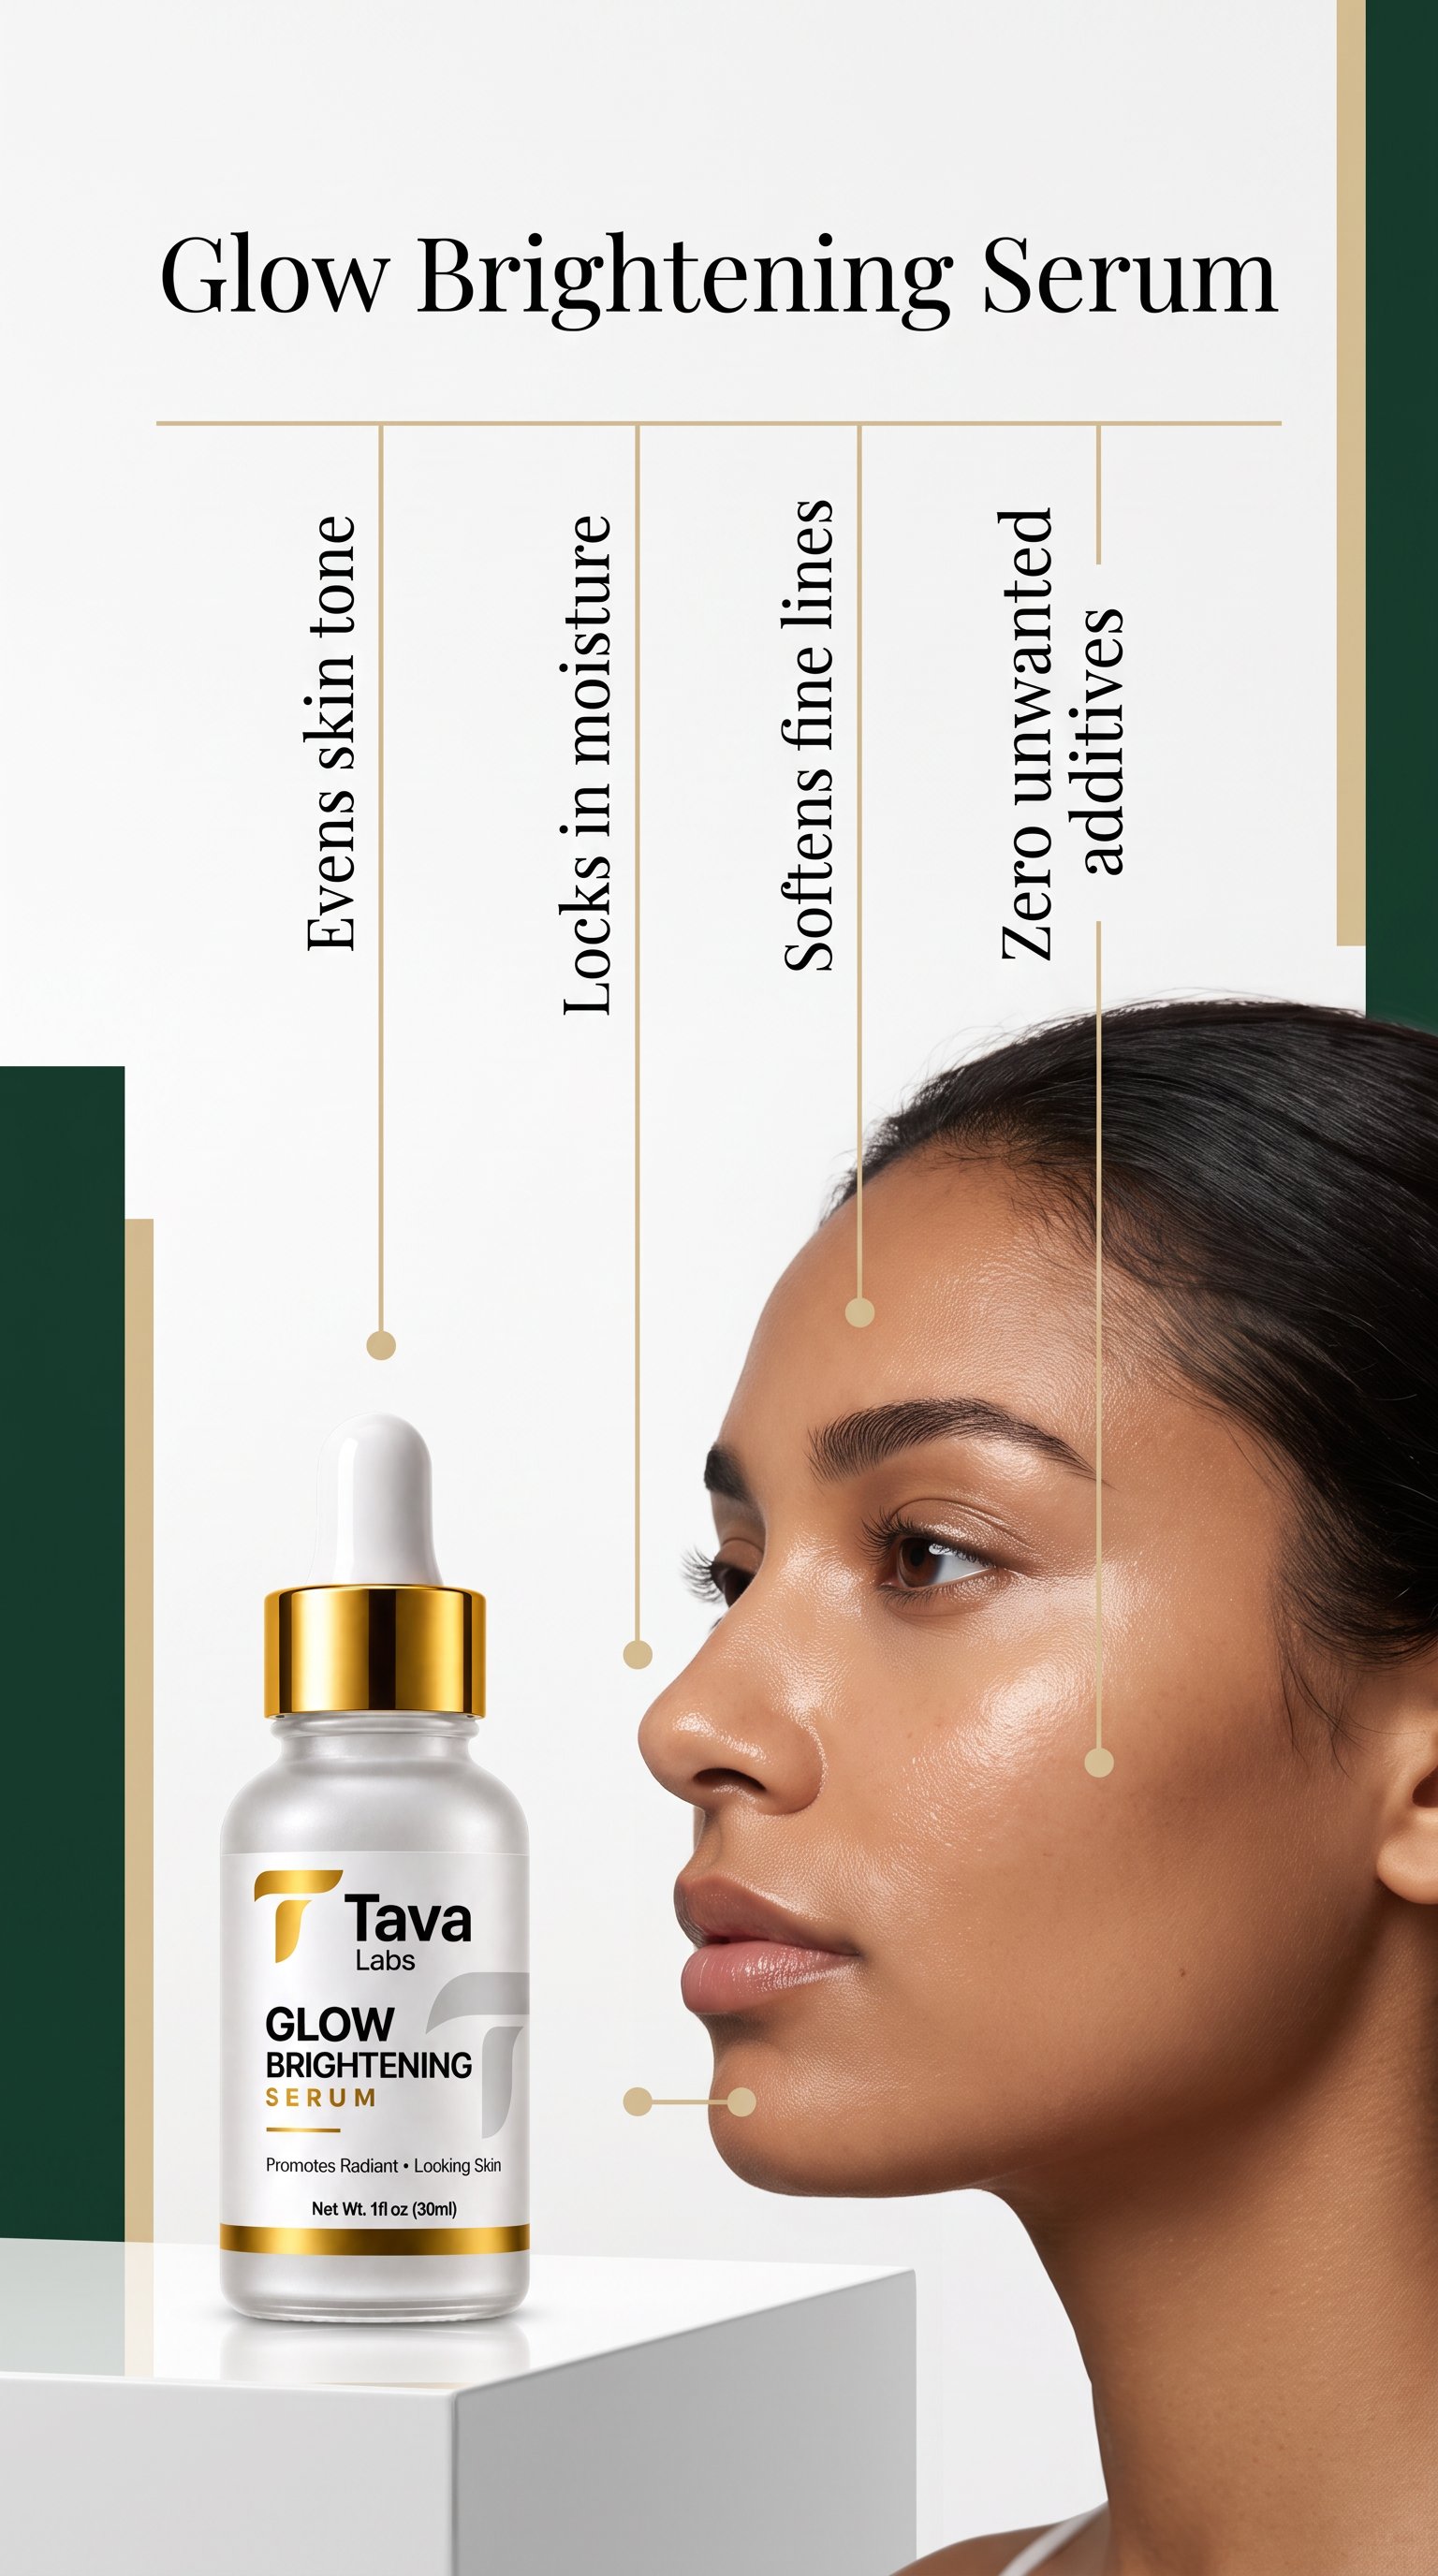 Glow Brightening Serum
Evens skin tone
Locks in moisture
Softens fine lines
Zero unwanted
additives
Tava
Labs
GLOW
BRIGHTENING
SERUM
Promotes Radiant • Looking Skin
Net Wt. 1fl oz (30ml)